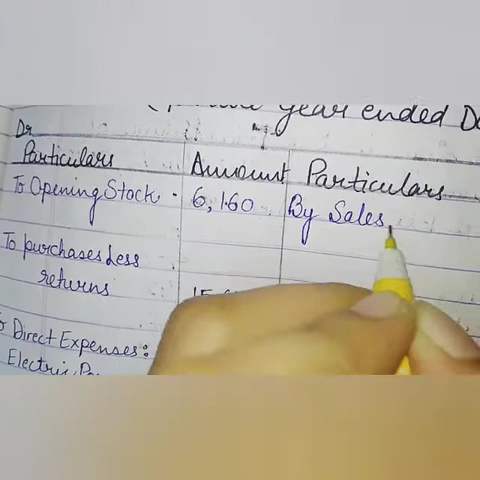 year ended
Dr
Particulars Amount Particulars
To Opening Stock 6,160 By Sales
To purchases Less
returns
Direct Expenses:
Electric